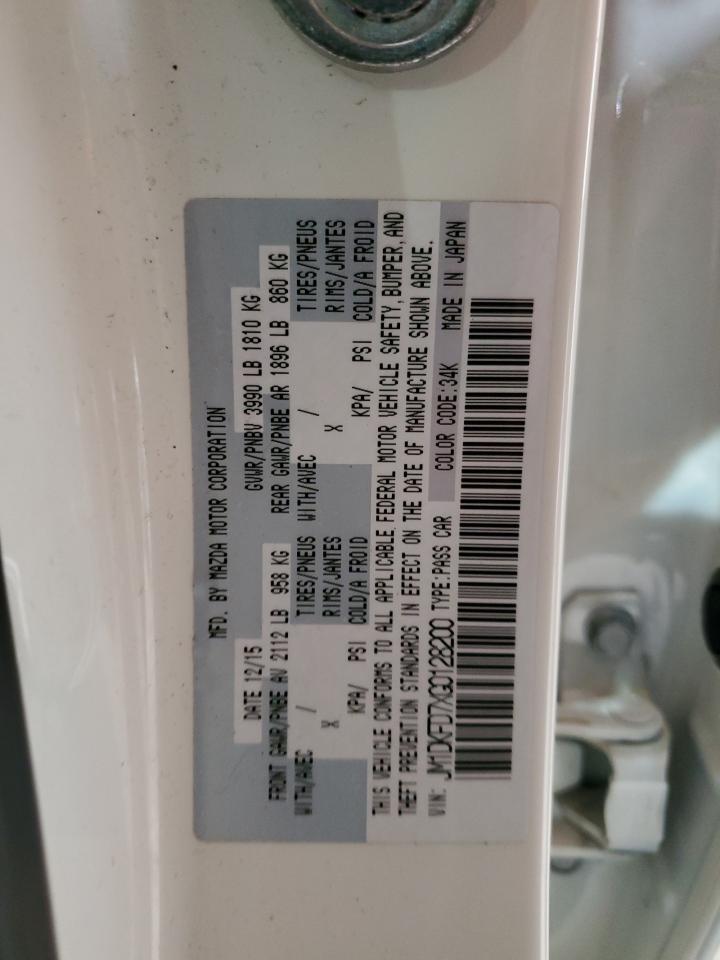 MFD. BY MAZDA MOTOR CORPORATION
DATE 12/15 GVWR/PNBV 3990 LB 1810 KG
FRONT GAWR/PNBE AV 2112 LB 958 KG REAR GAWR/PNBE AR 1896 LB 860 KG
WITH/AVEC / TIRES/PNEUS WITH/AVEC / TIRES/PNEUS
X RIMS/JANTES X RIMS/JANTES
KPA/ PSI COLD/A FROID KPA/ PSI COLD/A FROID
THIS VEHICLE CONFORMS TO ALL APPLICABLE FEDERAL MOTOR VEHICLE SAFETY, BUMPER, AND
THEFT PREVENTION STANDARDS IN EFFECT ON THE DATE OF MANUFACTURE SHOWN ABOVE.
VIN: JM1DKFD7XG0128200 TYPE:PASS CAR COLOR CODE:34K MADE IN JAPAN